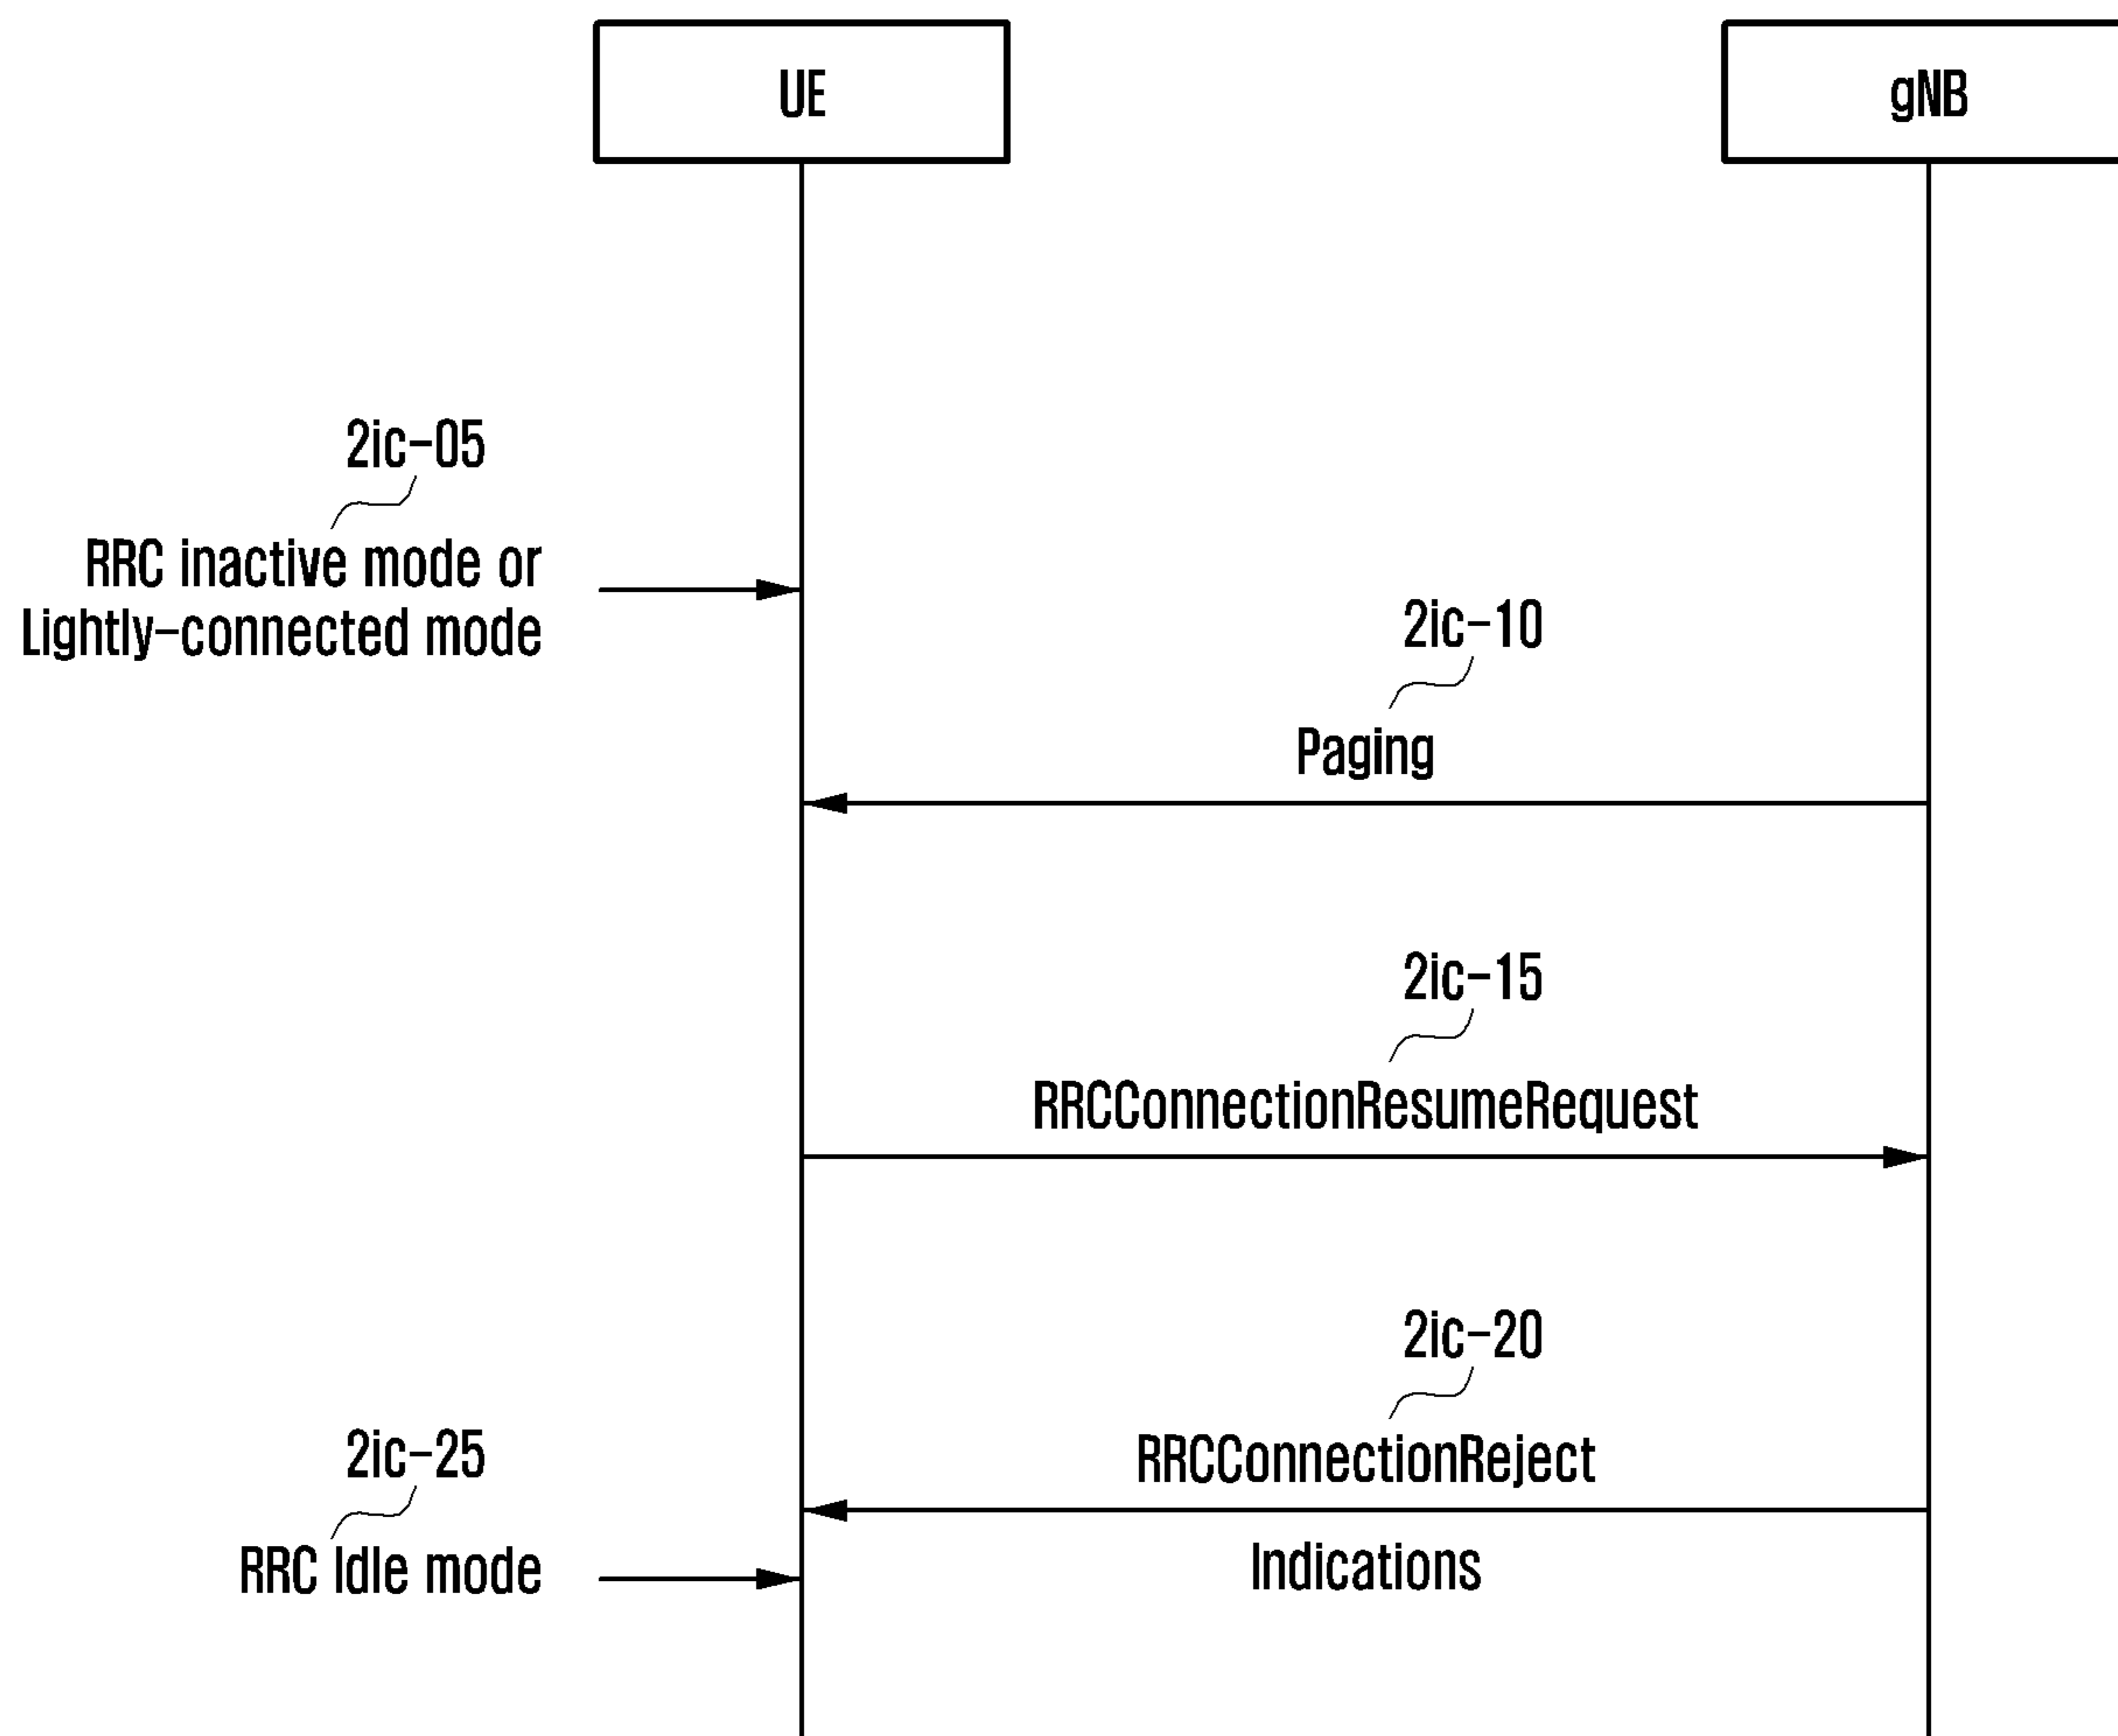 UE
gNB
2ic-05
RRC inactive mode or
Lightly-connected mode
2ic-10
Paging
2ic-15
RRCConnectionResumeRequest
2ic-20
RRCConnectionReject
2ic-25
RRC Idle mode
Indications